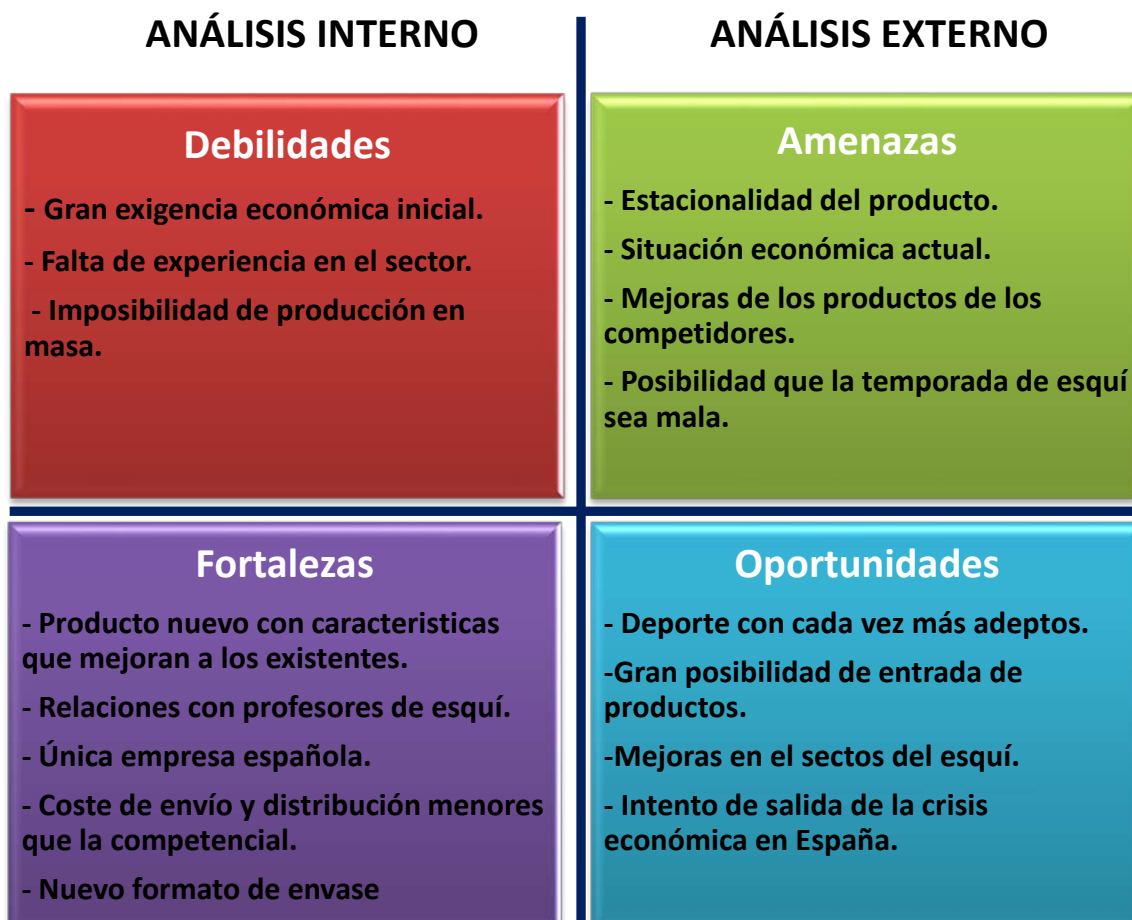 ANÁLISIS INTERNO
ANÁLISIS EXTERNO
Debilidades
- Gran exigencia económica inicial.
- Falta de experiencia en el sector.
- Imposibilidad de producción en
masa.
Amenazas
- Estacionalidad del producto.
- Situación económica actual.
- Mejoras de los productos de los
competidores.
- Posibilidad que la temporada de esquí
sea mala.
Fortalezas
- Producto nuevo con caracteristicas
que mejoran a los existentes.
- Relaciones con profesores de esquí.
- Única empresa española.
- Coste de envío y distribución menores
que la competencial.
- Nuevo formato de envase
Oportunidades
- Deporte con cada vez más adeptos.
-Gran posibilidad de entrada de
productos.
-Mejoras en el sectos del esquí.
- Intento de salida de la crisis
económica en España.